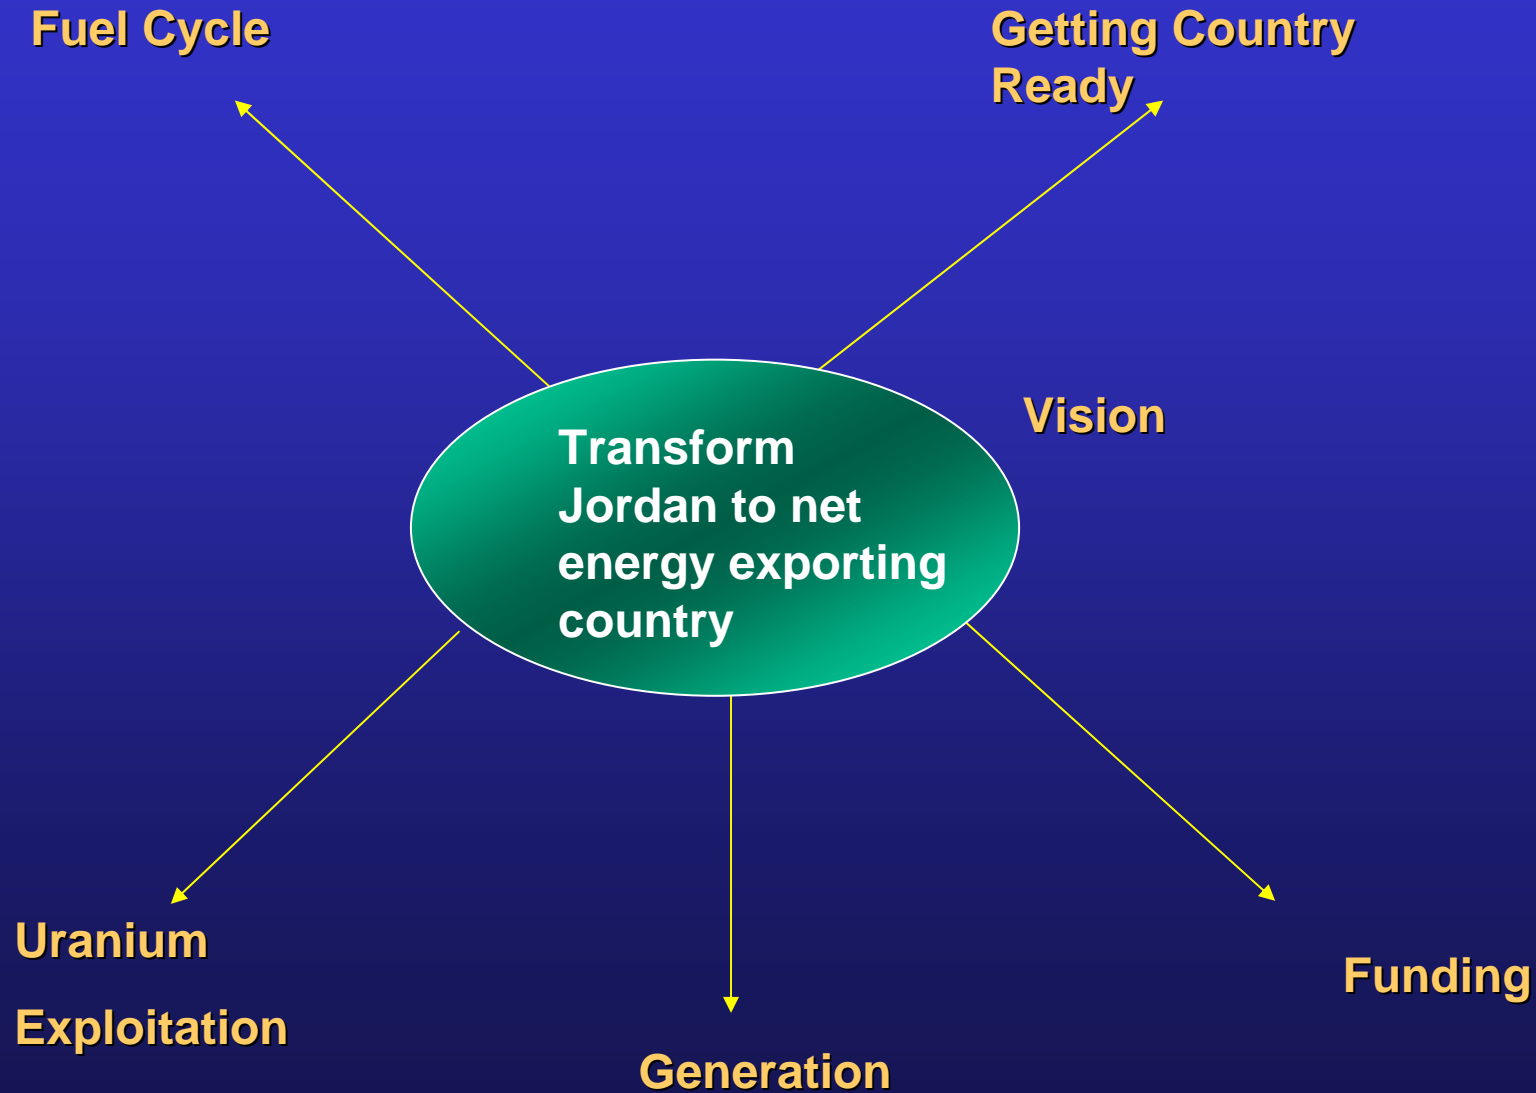 Fuel Cycle
Getting Country
Ready
Vision
Transform
Jordan to net
energy exporting
country
Uranium
Exploitation
Funding
Generation